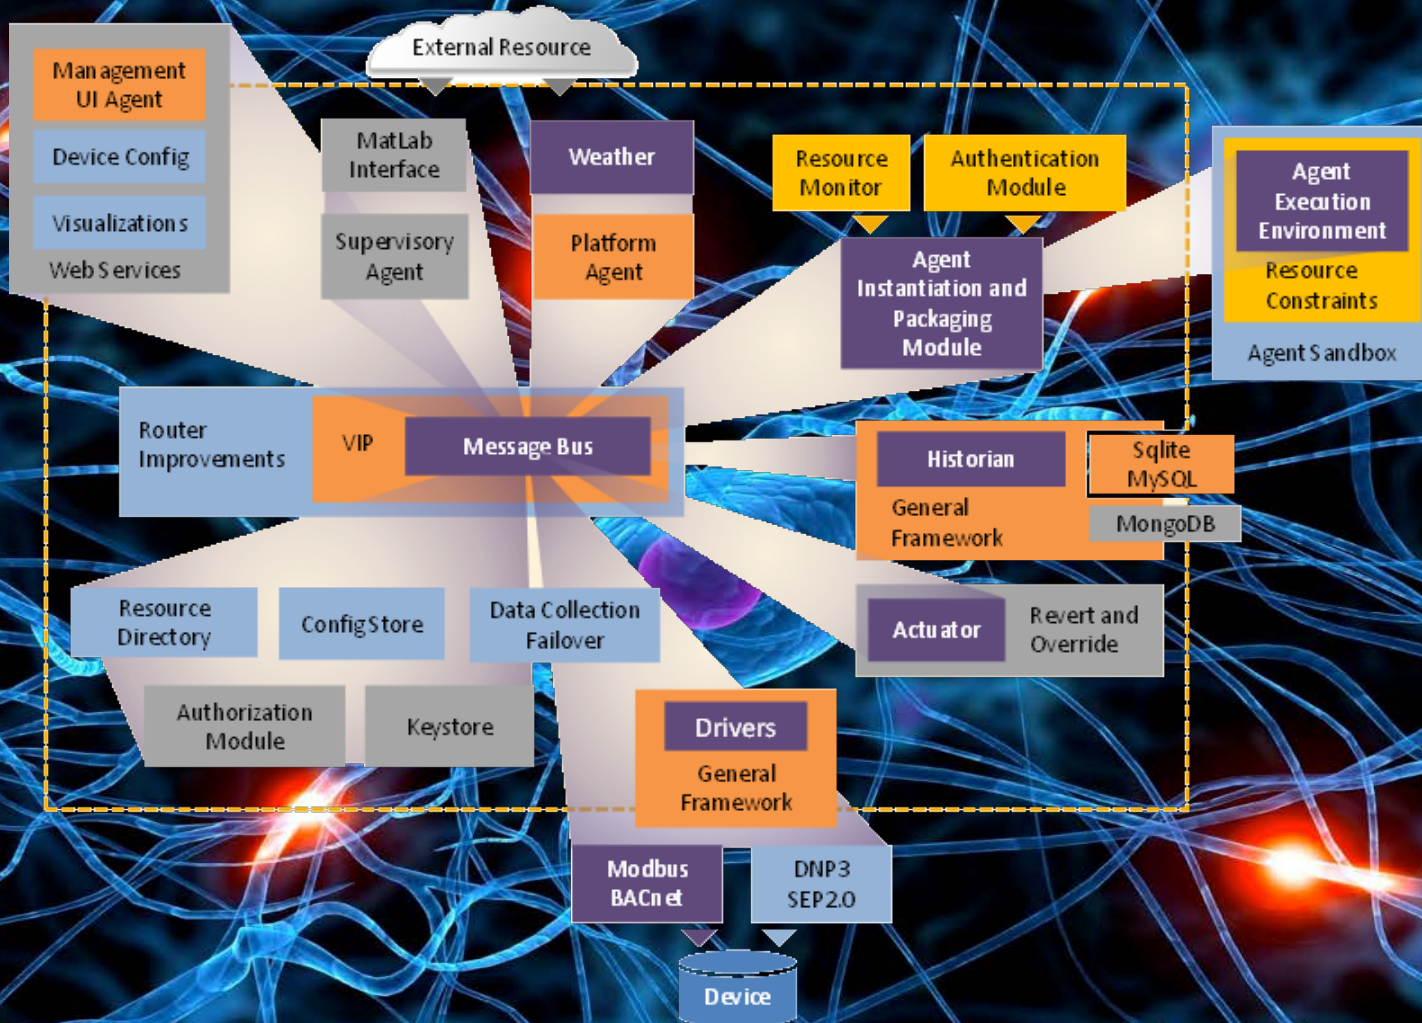 External Resource
Management
UI Agent
Device Config
Visualizations
Web Services
MatLab
Interface
Supervisory
Agent
Weather
Platform
Agent
Resource
Monitor
Authentication
Module
Agent
Instantiation and
Packaging
Module
Agent
Execution
Environment
Resource
Constraints
Agent Sandbox
Router
Improvements
VIP
Message Bus
Historian
General
Framework
Sqlite
MySQL
MongoDB
Resource
Directory
ConfigStore
Data Collection
Failover
Actuator
Revert and
Override
Authorization
Module
Keystore
Drivers
General
Framework
Modbus
BACnet
DNP3
SEP2.0
Device